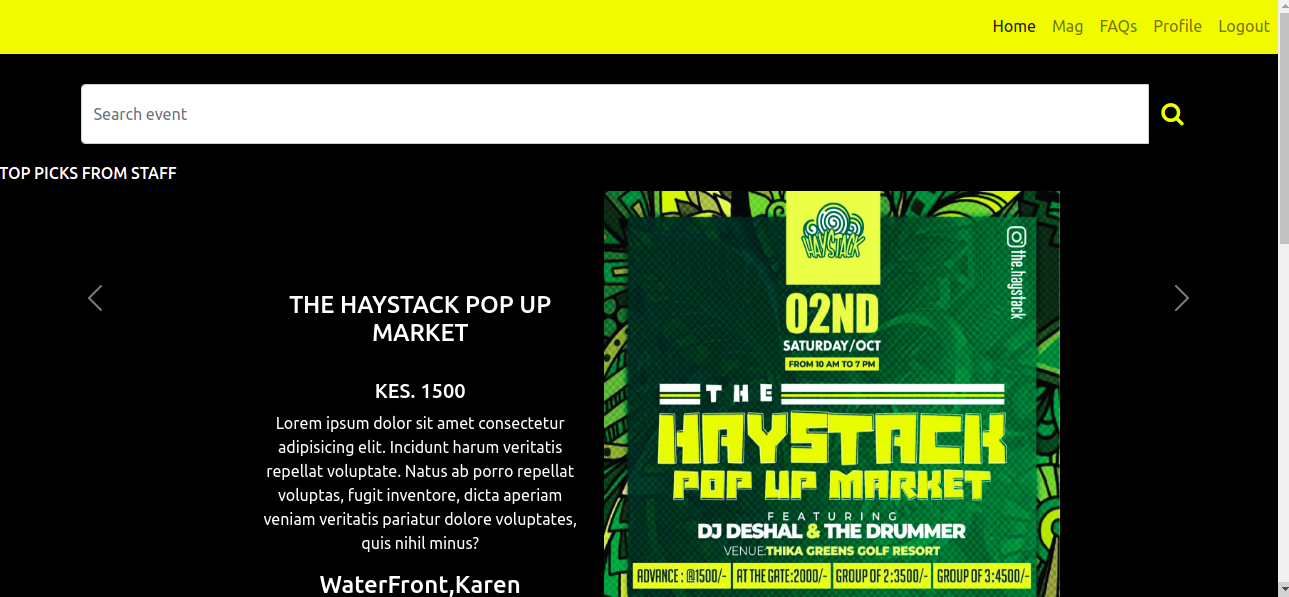 Home Mag FAQs Profile Logout
Search event
TOP PICKS FROM STAFF
THE HAYSTACK POP UP
MARKET
KES. 1500
Lorem ipsum dolor sit amet consectetur
adipisicing elit. Incidunt harum veritatis
repellat voluptate. Natus ab porro repellat
voluptas, fugit inventore, dicta aperiam
veniam veritatis pariatur dolore voluptates,
quis nihil minus?
WaterFront,Karen
HAYSTACK
the.haystack
02ND
SATURDAY/OCT
FROM 10 AM TO 7 PM
THE
HAYSTACK
POP UP MARKET
FEATURING
DJ DESHAL & THE DRUMMER
VENUE:THIKA GREENS GOLF RESORT
ADVANCE : @1500/- AT THE GATE:2000/- GROUP OF 2:3500/- GROUP OF 3:4500/-